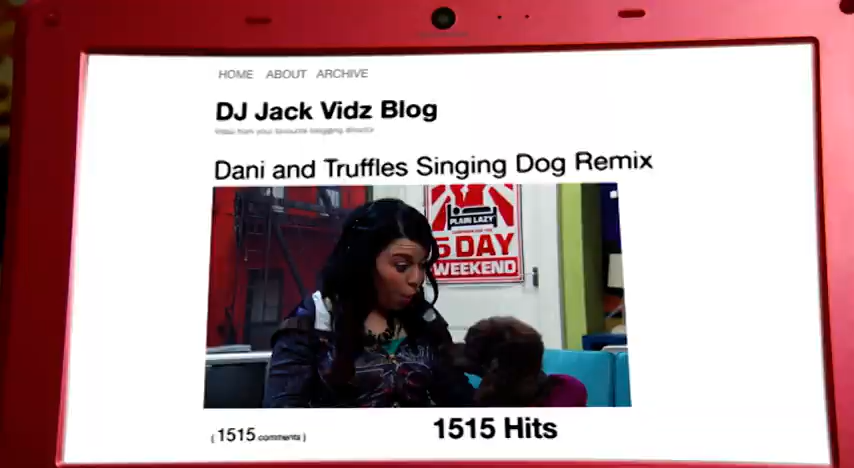 HOME ABOUT ARCHIVE
DJ Jack Vidz Blog
Dani and Truffles Singing Dog Remix
PLAIN LAZY
5 DAY
WEEKEND
( 1515 comments )
1515 Hits